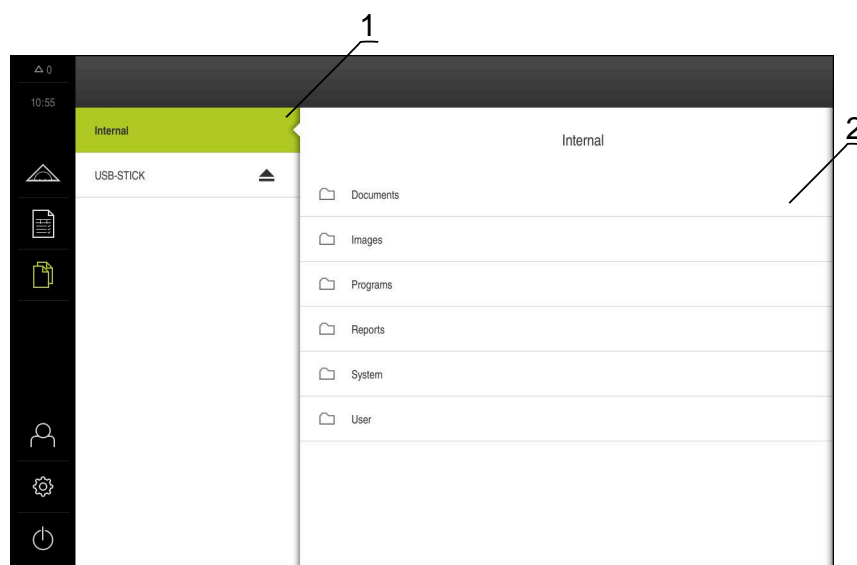 1
△ 0
10:55
Internal
USB-STICK
2
Internal
Documents
Images
Programs
Reports
System
User